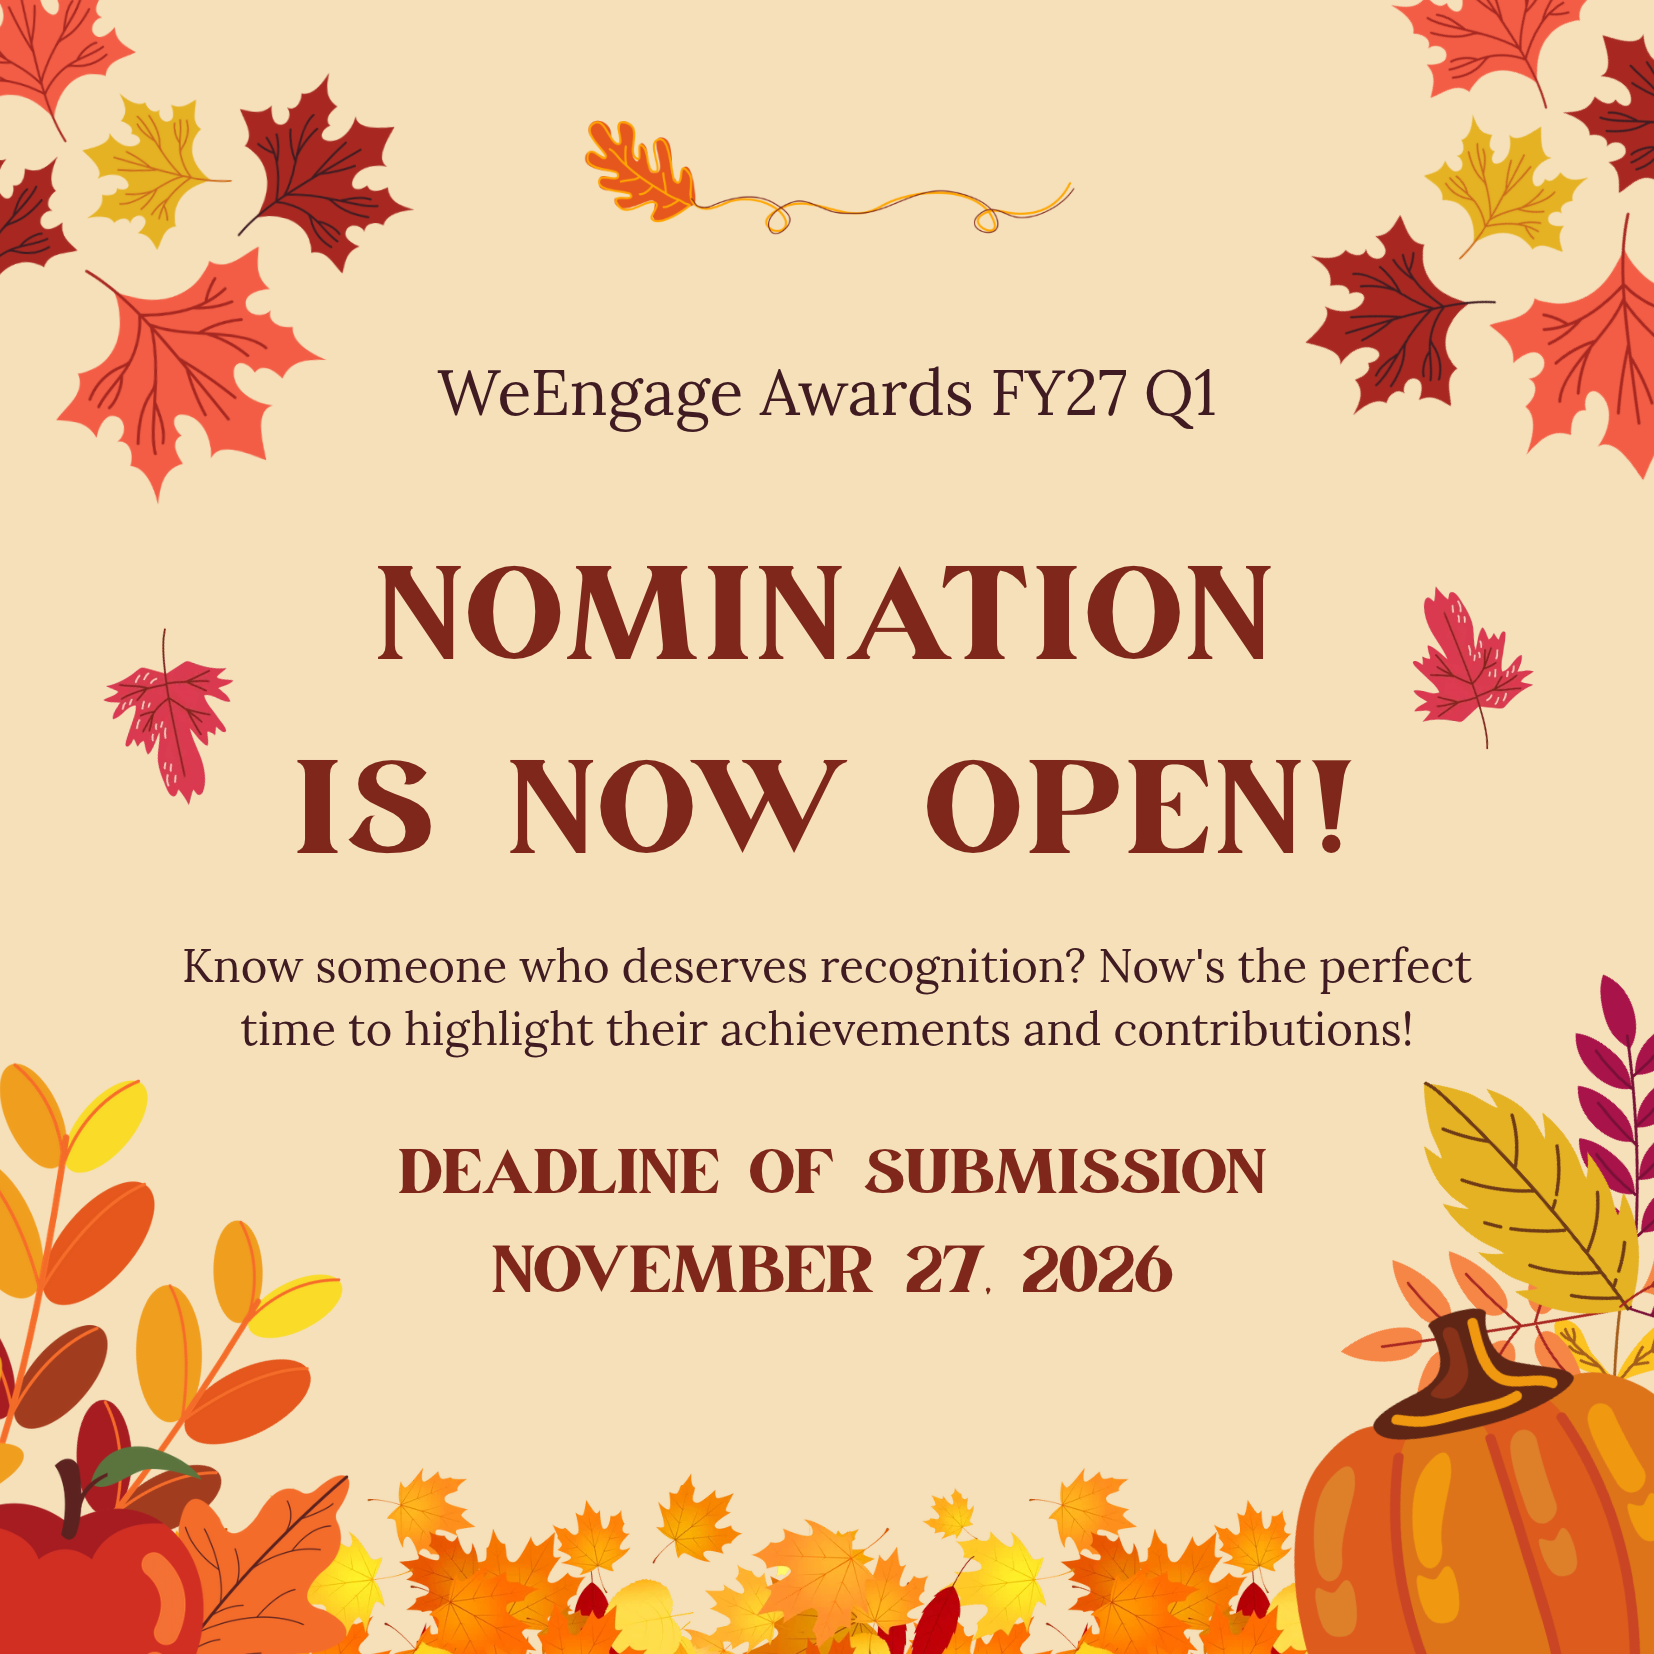 WeEngage Awards FY27 Q1
NOMINATION
IS NOW OPEN!
Know someone who deserves recognition? Now's the perfect
time to highlight their achievements and contributions!
DEADLINE OF SUBMISSION
NOVEMBER 27, 2026